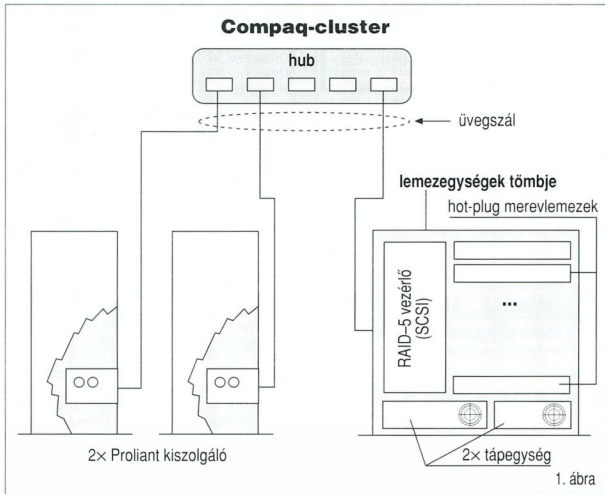 Compaq-cluster
hub
üvegszál
lemezegységek tömbje
hot-plug merevlemezek
RAID–5 vezérlő
(SCSI)
...
2× Proliant kiszolgáló
2× tápegység
1. ábra